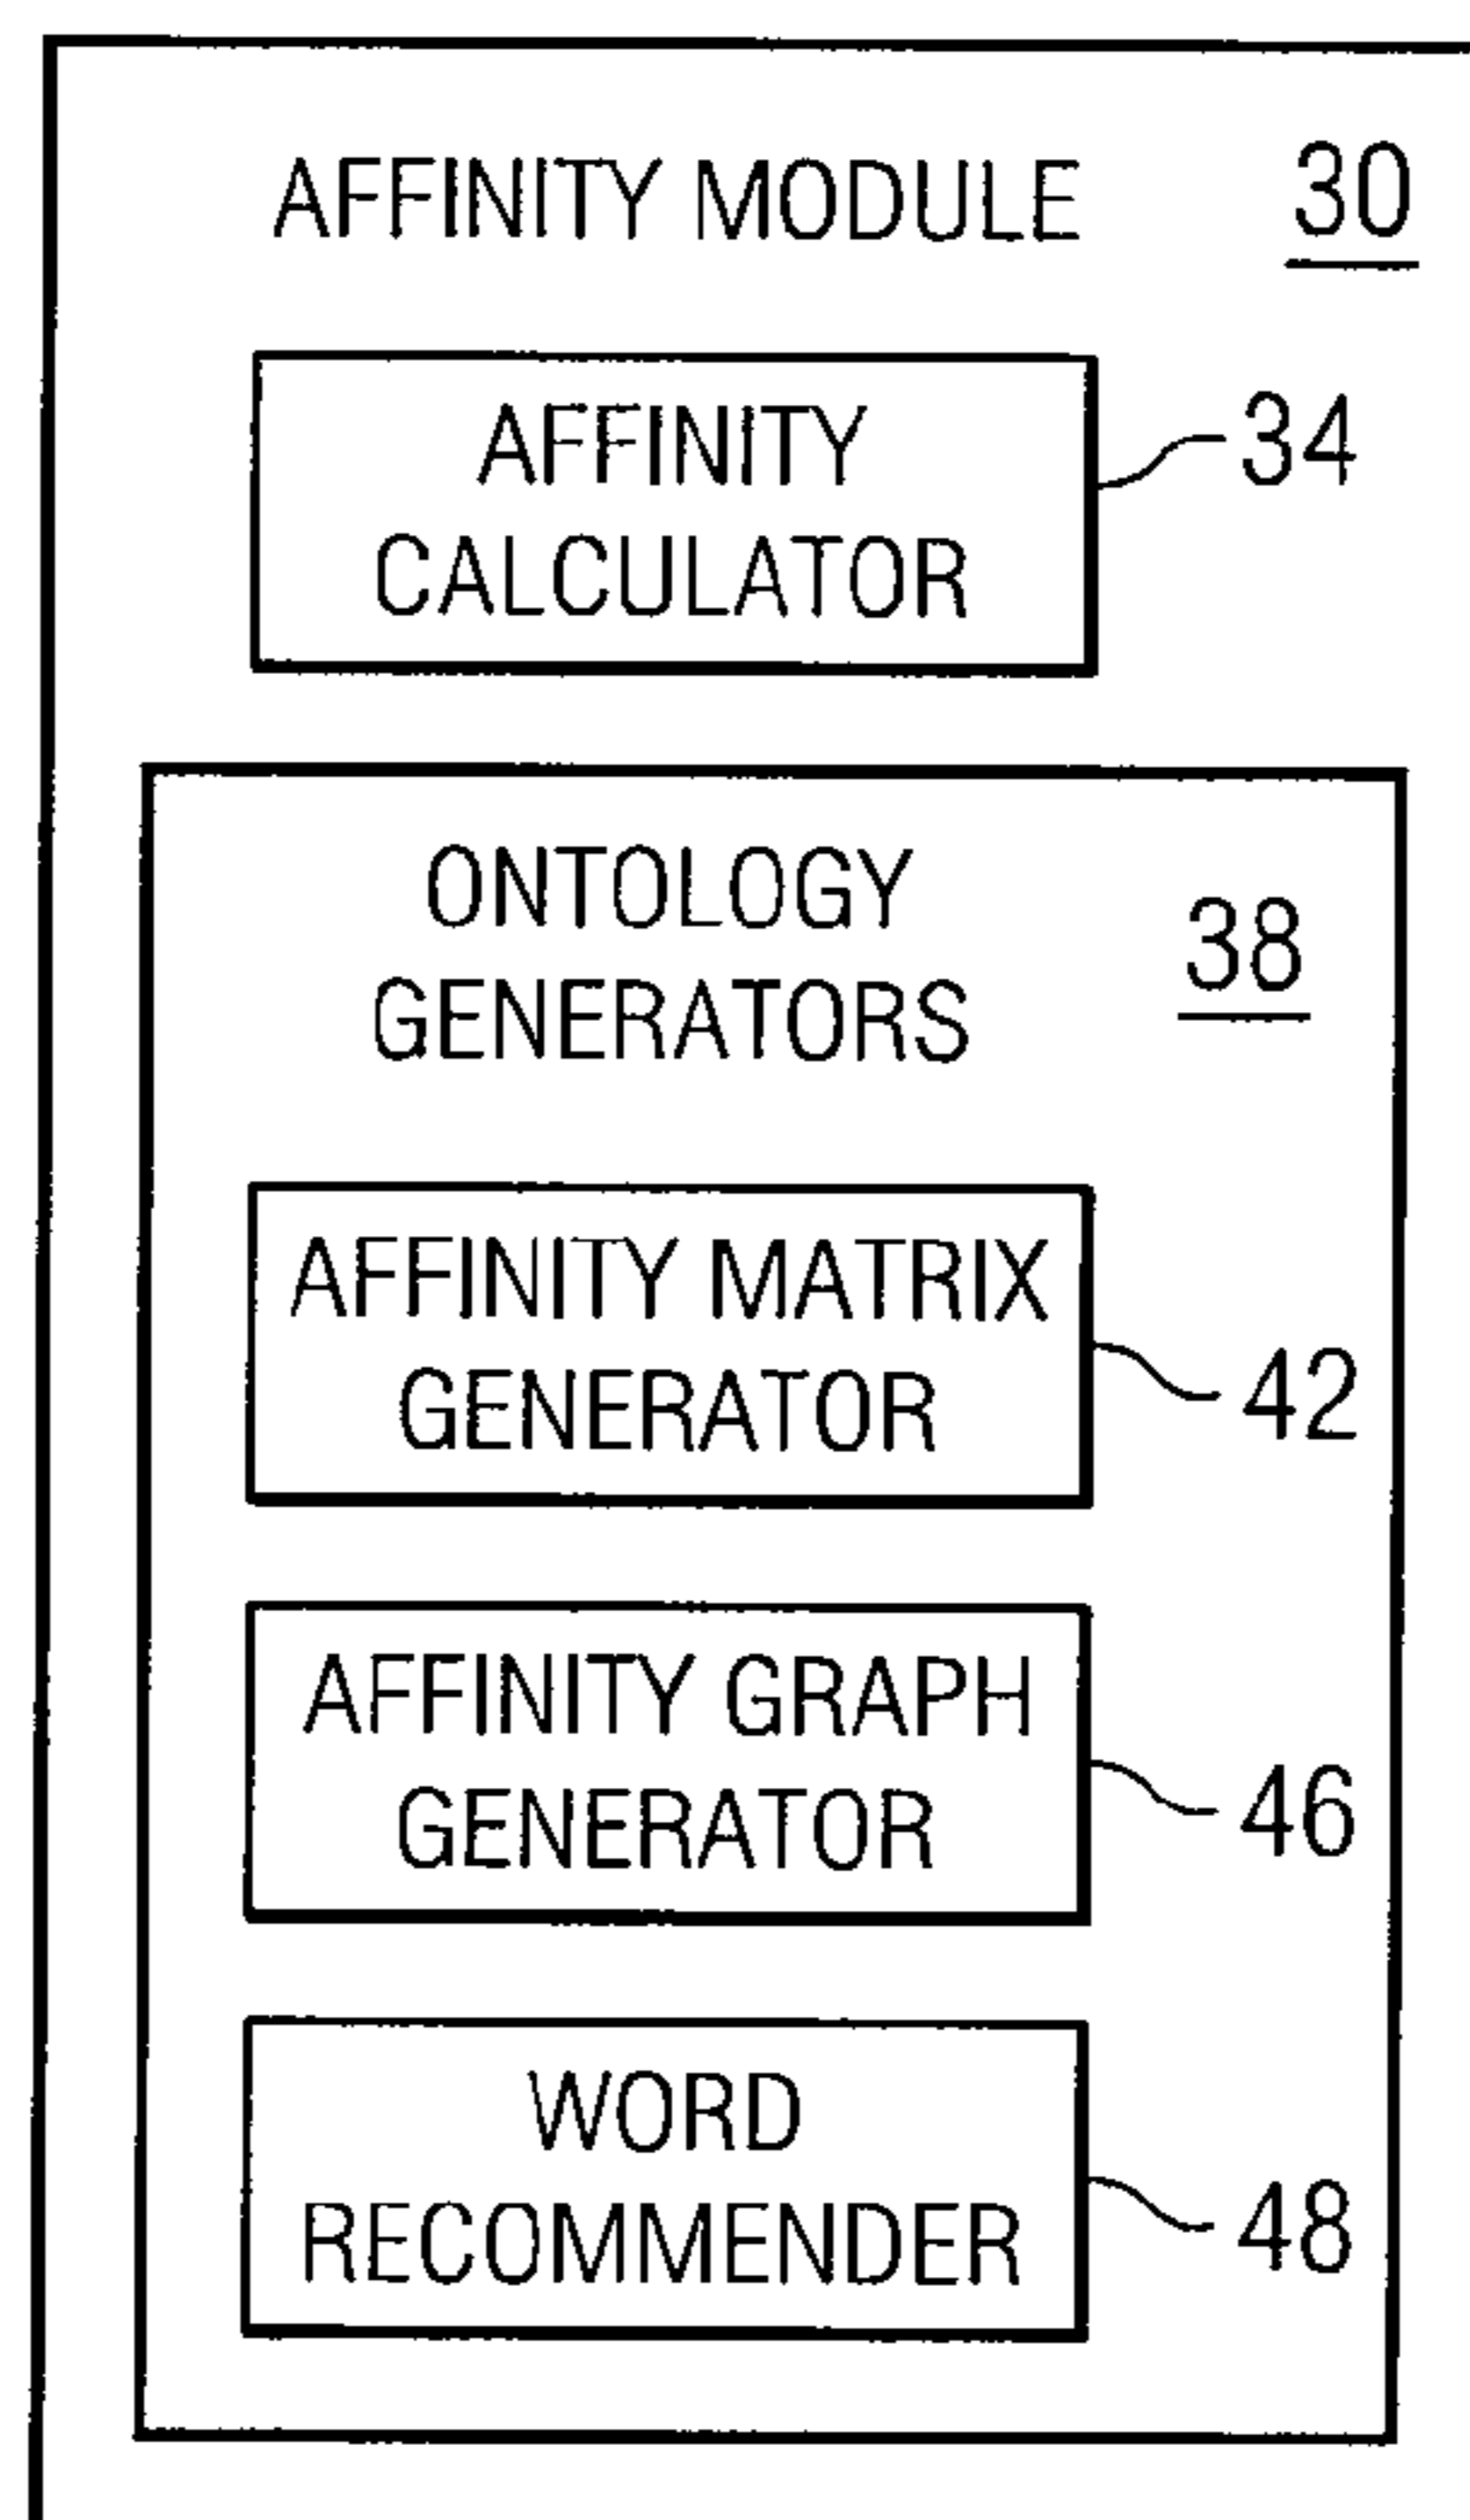 AFFINITY MODULE 30
AFFINITY
CALCULATOR
34
ONTOLOGY
GENERATORS
38
AFFINITY MATRIX
GENERATOR
42
AFFINITY GRAPH
GENERATOR
46
WORD
RECOMMENDER
48